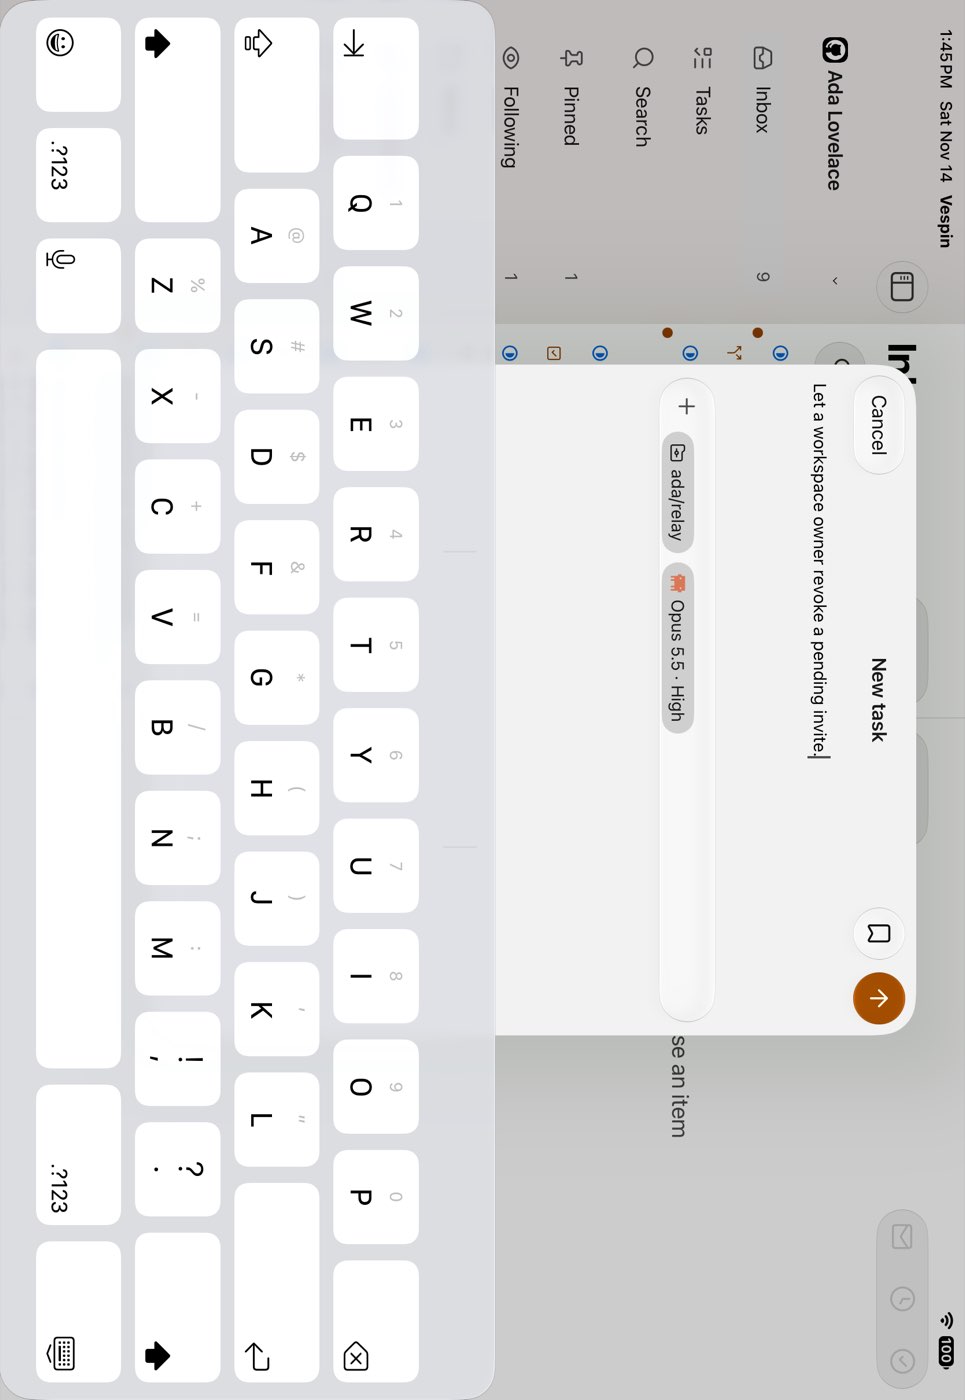 1:45 PM Sat Nov 14 Vespin
100
Ada Lovelace
Inbox 9
Tasks
Search
Pinned 1
Following 1
Cancel
New task
Let a workspace owner revoke a pending invite.
ada/relay
Opus 5.5 · High
se an item
1 2 3 4 5 6 7 8 9 0
Q W E R T Y U I O P
@ # $ & * ( ) ' "
A S D F G H J K L
% - + = / ; : ! ?
Z X C V B N M , .
.?123 .?123